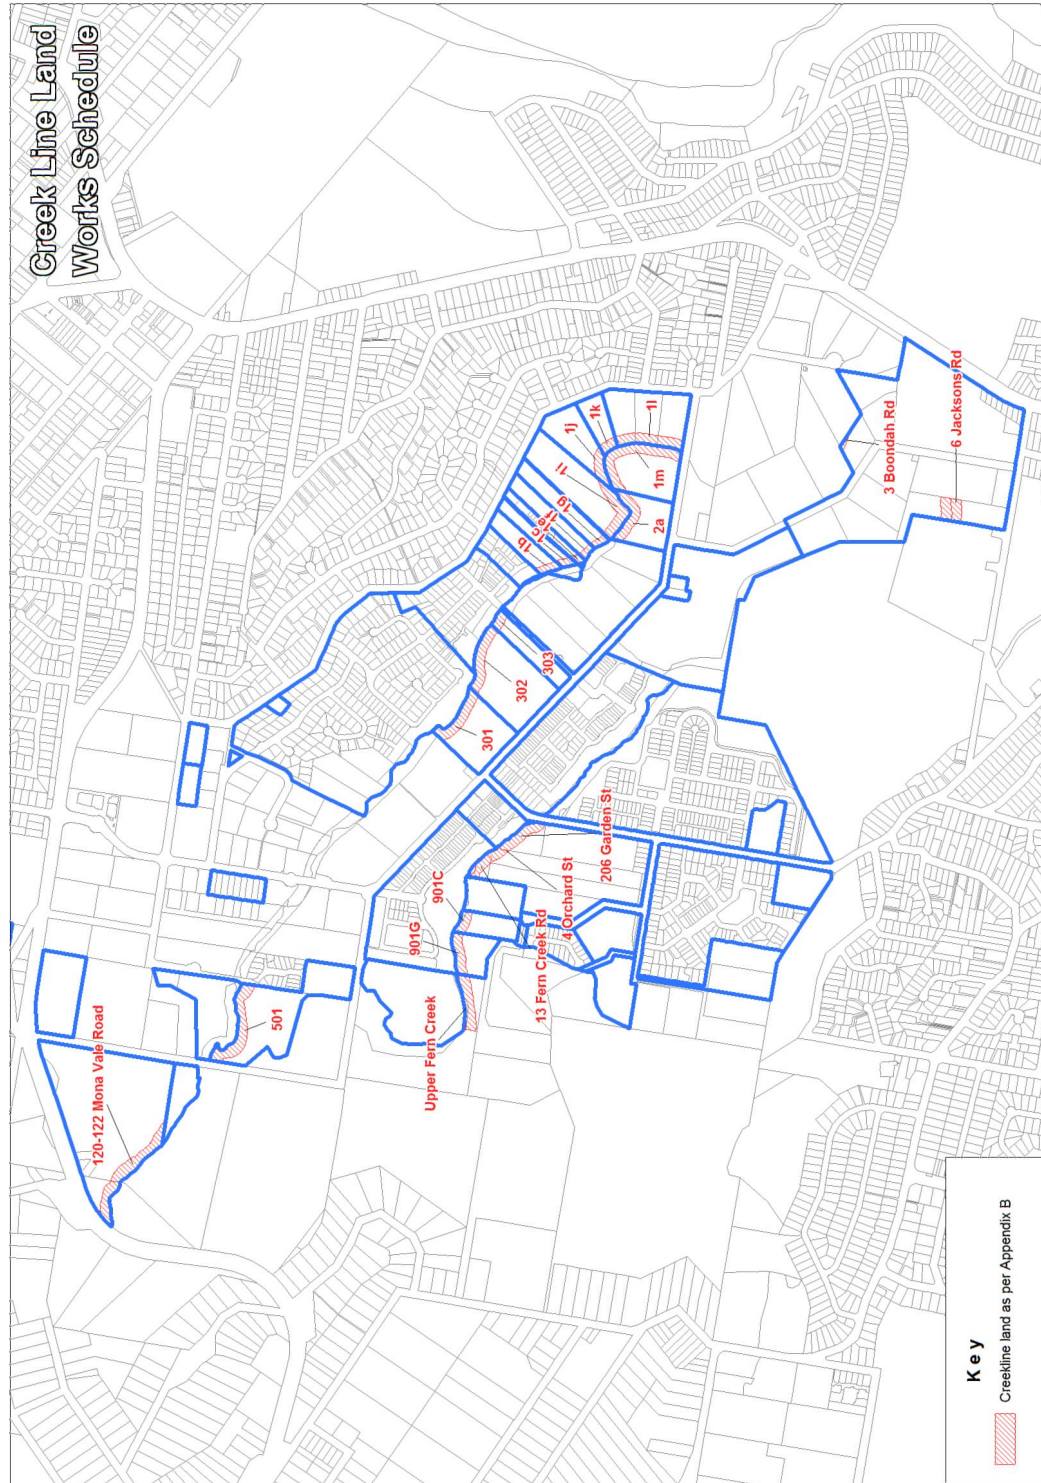 Creek Line Land
Works Schedule
120-122 Mona Vale Road
501
Upper Fern Creek
901G
901C
13 Fern Creek Rd
4 Orchard St
206 Garden St
301
302
303
1b
1c
1g
1i
1j
1k
1l
1m
2a
3 Boondah Rd
6 Jacksons Rd
Key
Creekline land as per Appendix B